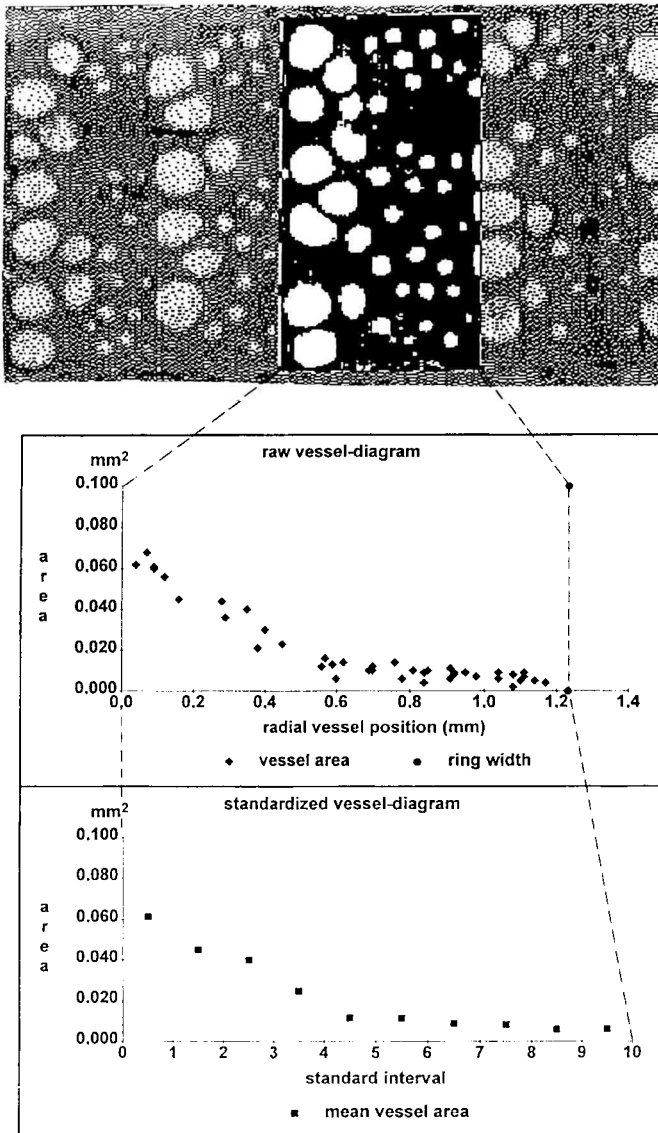 raw vessel-diagram
mm2
0.100
0.080
0.060
0.040
0.020
0.000
area
0 0.2 0.4 0.6 0.8 1.0 1.2 1.4
radial vessel position (mm)
vessel area ring width
standardized vessel-diagram
mm2
0.100
0.080
0.060
0.040
0.020
0.000
area
0 1 2 3 4 5 6 7 8 9 10
standard interval
mean vessel area